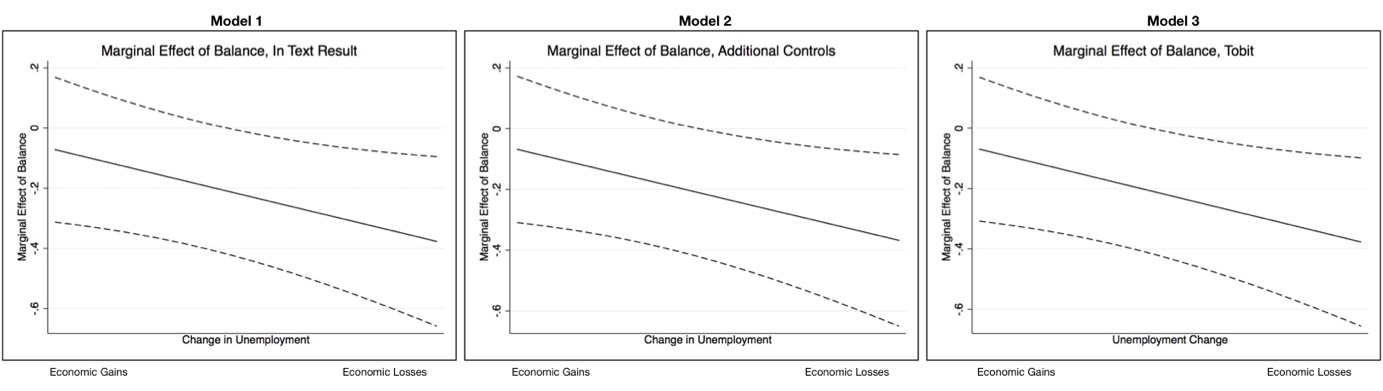 Model 1
Model 2
Model 3
Marginal Effect of Balance, In Text Result
Marginal Effect of Balance
.2
0
-.2
-.4
-.6
Change in Unemployment
Economic Gains
Economic Losses
Marginal Effect of Balance, Additional Controls
Marginal Effect of Balance
.2
0
-.2
-.4
-.6
Change in Unemployment
Economic Gains
Economic Losses
Marginal Effect of Balance, Tobit
Marginal Effect of Balance
.2
0
-.2
-.4
-.6
Unemployment Change
Economic Gains
Economic Losses